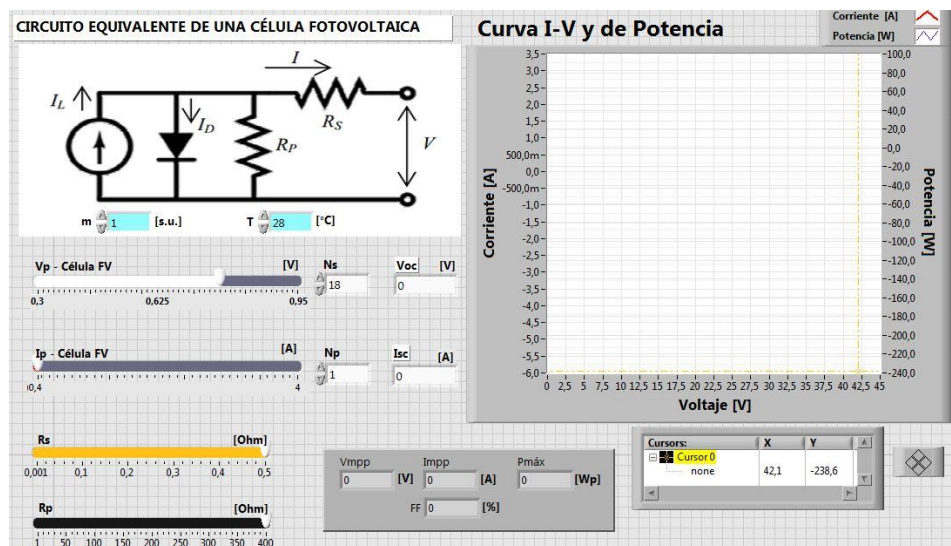 CIRCUITO EQUIVALENTE DE UNA CÉLULA FOTOVOLTAICA
I
I_L
I_D
R_P
R_S
V
m 1 [s.u.] T 28 [°C]
Vp - Célula FV [V] Ns Voc [V]
18 0
0,3 0,625 0,95
Ip - Célula FV [A] Np Isc [A]
1 0
0,4 4
Rs [Ohm]
0,001 0,1 0,2 0,3 0,4 0,5
Rp [Ohm]
1 50 100 150 200 250 300 350 400
Vmpp Impp Pmáx
0 [V] 0 [A] 0 [Wp]
FF 0 [%]
Curva I-V y de Potencia
Corriente [A]
Potencia [W]
3,5 100,0
3,0 80,0
2,5 60,0
2,0 40,0
1,5 20,0
1,0 0,0
500,0m -20,0
0,0 -40,0
-500,0m -60,0
-1,0 -80,0
-1,5 -100,0
-2,0 -120,0
-2,5 -140,0
-3,0 -160,0
-3,5 -180,0
-4,0 -200,0
-4,5 -220,0
-5,0 -240,0
-5,5
-6,0
Corriente [A]
Potencia [W]
0 2,5 5 7,5 10 12,5 15 17,5 20 22,5 25 27,5 30 32,5 35 37,5 40 42,5 45
Voltaje [V]
Cursors: X Y
Cursor 0
none 42,1 -238,6